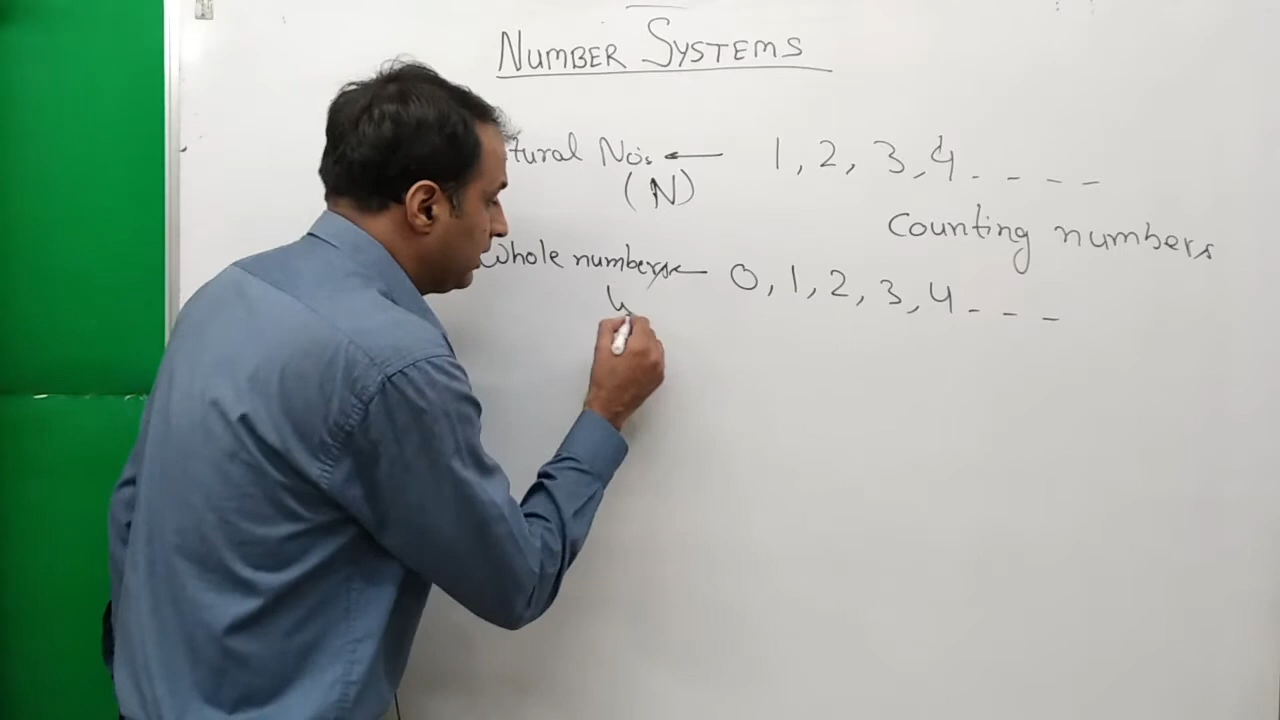 NUMBER SYSTEMS
tural No's ← 1, 2, 3, 4 - - - -
(N)
Counting numbers
Whole numbers ← 0, 1, 2, 3, 4 - - -